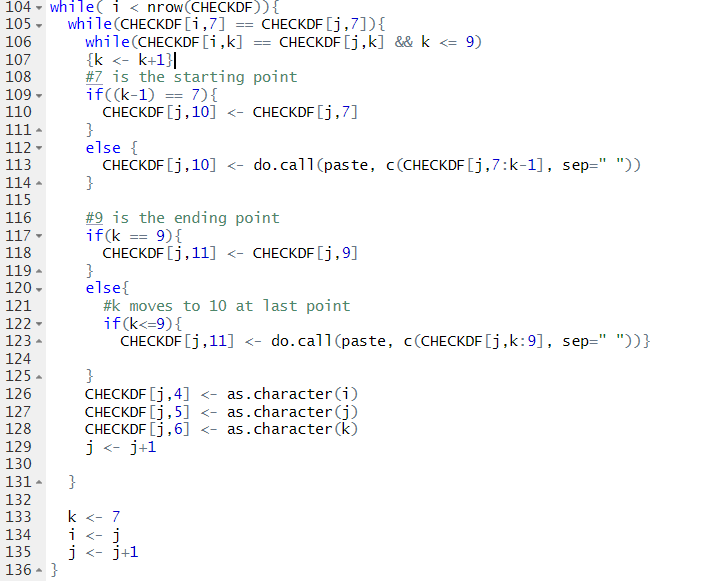 104 while( i < nrow(CHECKDF)){
105 while(CHECKDF[i,7] == CHECKDF[j,7]){
106 while(CHECKDF[i,k] == CHECKDF[j,k] && k <= 9)
107 {k <- k+1}
108 #7 is the starting point
109 if((k-1) == 7){
110 CHECKDF[j,10] <- CHECKDF[j,7]
111 }
112 else {
113 CHECKDF[j,10] <- do.call(paste, c(CHECKDF[j,7:k-1], sep=" "))
114 }
115
116 #9 is the ending point
117 if(k == 9){
118 CHECKDF[j,11] <- CHECKDF[j,9]
119 }
120 else{
121 #k moves to 10 at last point
122 if(k<=9){
123 CHECKDF[j,11] <- do.call(paste, c(CHECKDF[j,k:9], sep=" "))}
124
125 }
126 CHECKDF[j,4] <- as.character(i)
127 CHECKDF[j,5] <- as.character(j)
128 CHECKDF[j,6] <- as.character(k)
129 j <- j+1
130
131 }
132
133 k <- 7
134 i <- j
135 j <- j+1
136 }